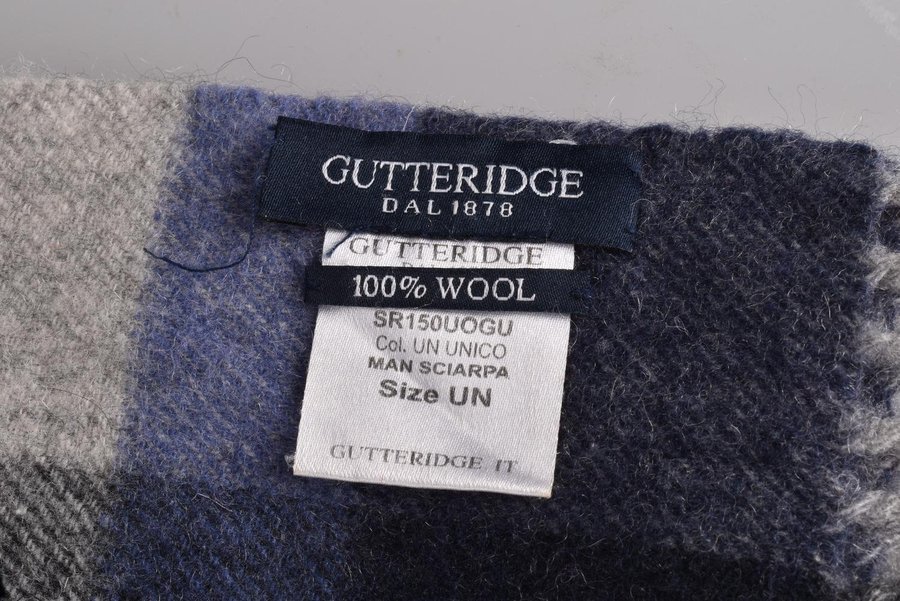 GUTTERIDGE
DAL 1878
GUTTERIDGE
100% WOOL
SR150UOGU
Col. UN UNICO
MAN SCIARPA
Size UN
GUTTERIDGE IT